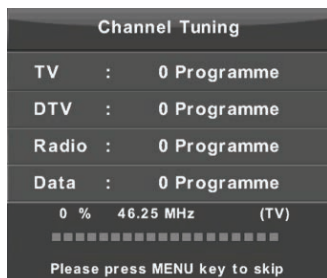 Channel Tuning
TV : 0 Programme
DTV : 0 Programme
Radio : 0 Programme
Data : 0 Programme
0 % 46.25 MHz (TV)
Please press MENU key to skip